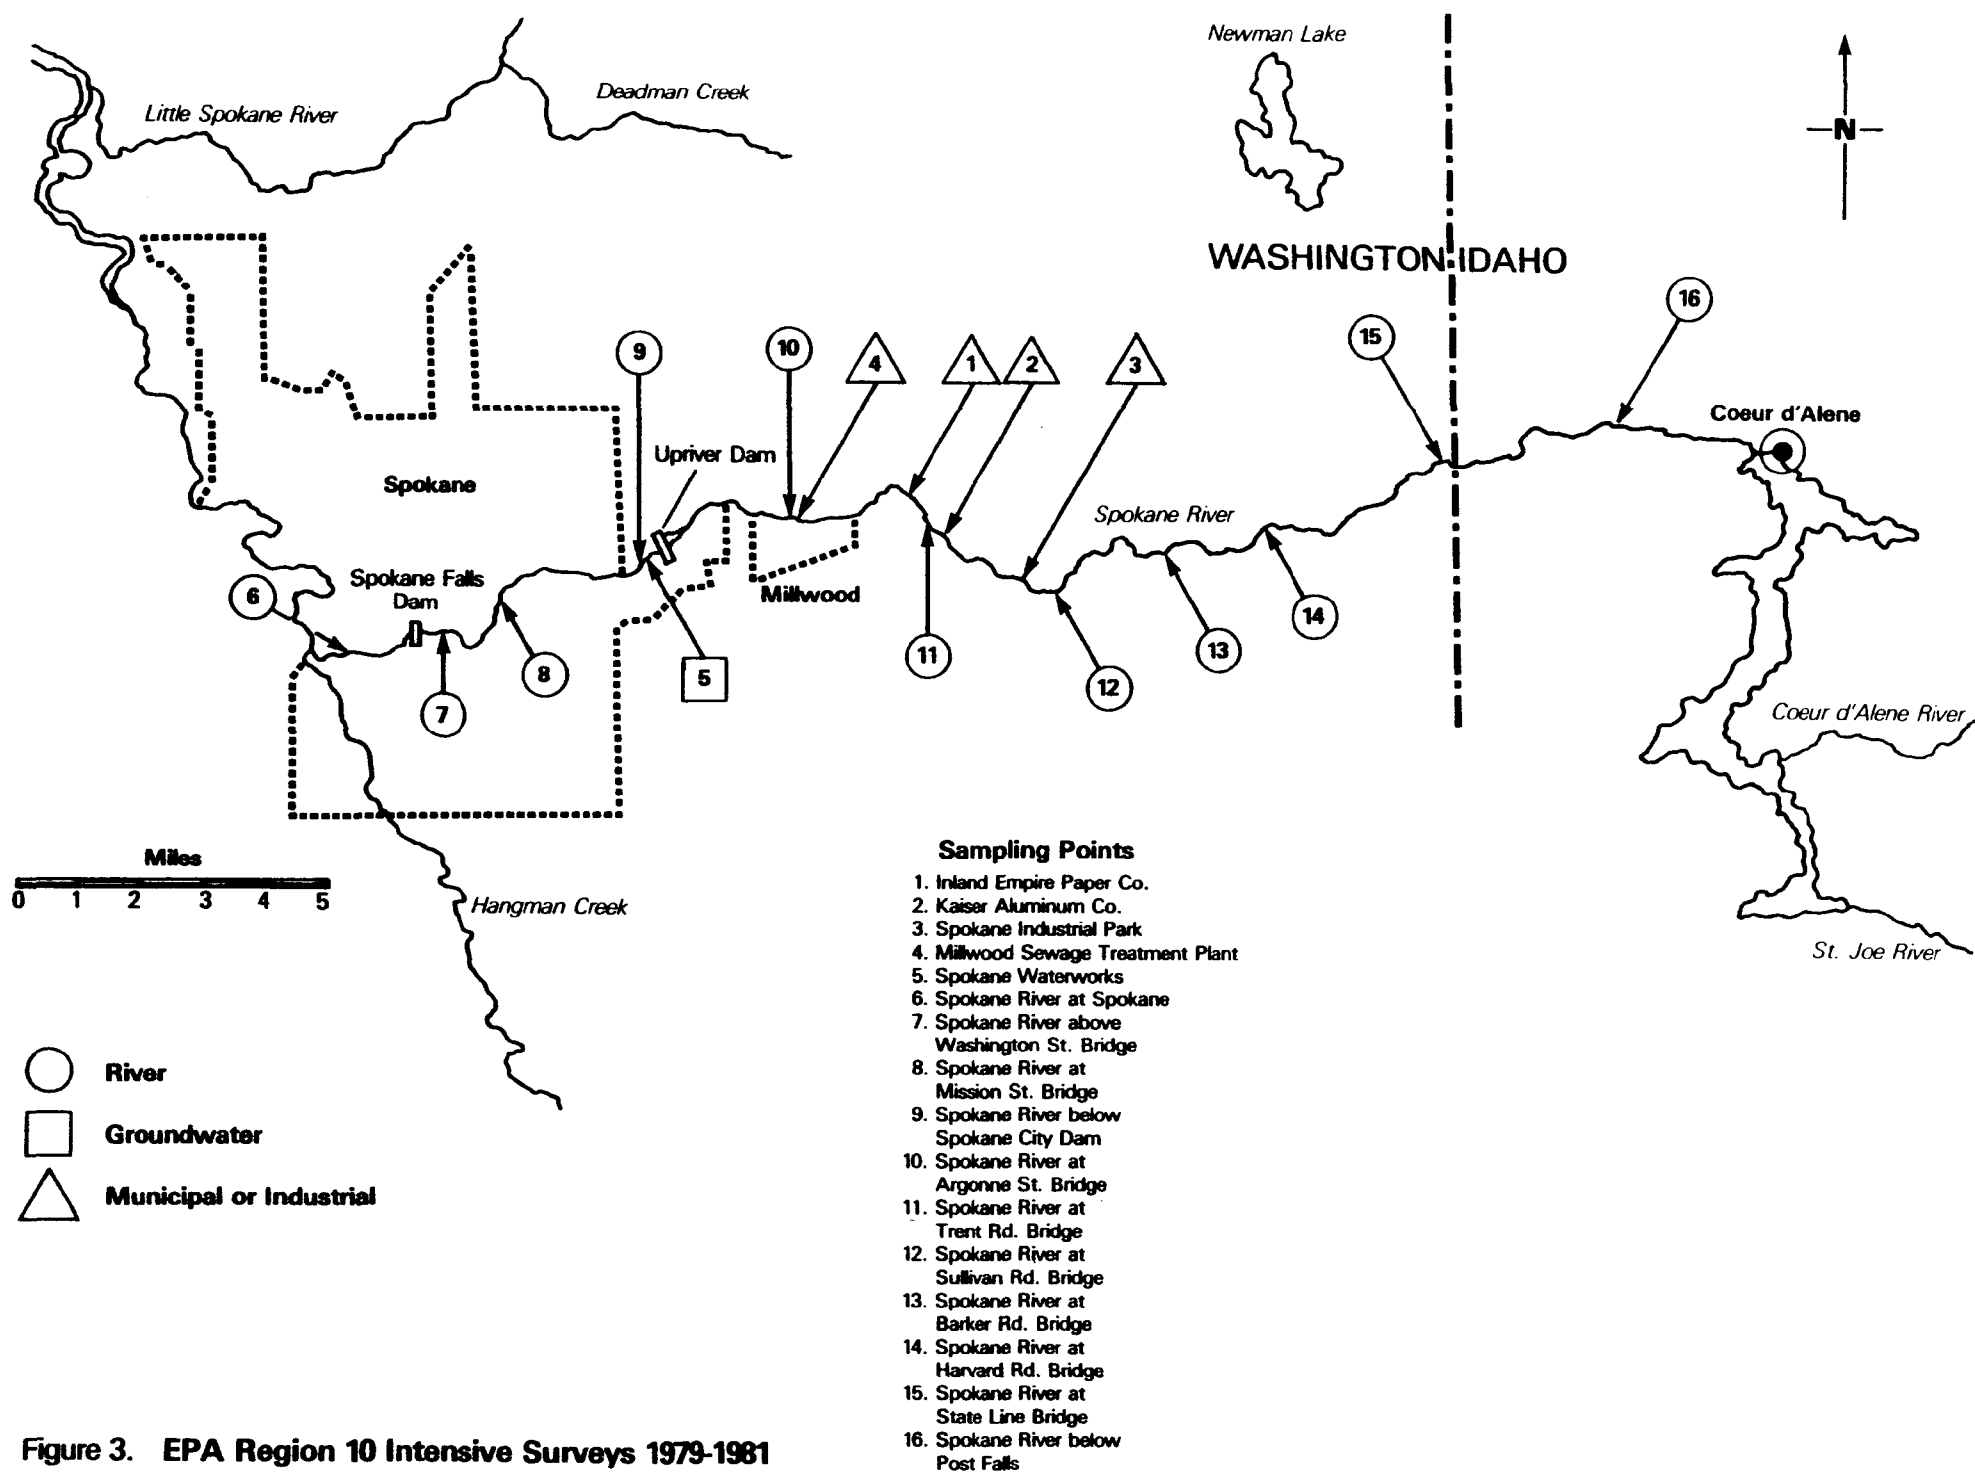 Newman Lake
Deadman Creek
Little Spokane River
N
WASHINGTON IDAHO
16
15
9
10
4
1
2
3
Coeur d'Alene
Upriver Dam
Spokane
Spokane River
Spokane Falls
Dam
6
Millwood
14
13
11
8
5
12
7
Coeur d'Alene River
Miles
0 1 2 3 4 5
Hangman Creek
St. Joe River
Sampling Points
1. Inland Empire Paper Co.
2. Kaiser Aluminum Co.
3. Spokane Industrial Park
4. Millwood Sewage Treatment Plant
5. Spokane Waterworks
6. Spokane River at Spokane
7. Spokane River above
Washington St. Bridge
8. Spokane River at
Mission St. Bridge
9. Spokane River below
Spokane City Dam
10. Spokane River at
Argonne St. Bridge
11. Spokane River at
Trent Rd. Bridge
12. Spokane River at
Sullivan Rd. Bridge
13. Spokane River at
Barker Rd. Bridge
14. Spokane River at
Harvard Rd. Bridge
15. Spokane River at
State Line Bridge
16. Spokane River below
Post Falls
River
Groundwater
Municipal or Industrial
Figure 3. EPA Region 10 Intensive Surveys 1979-1981